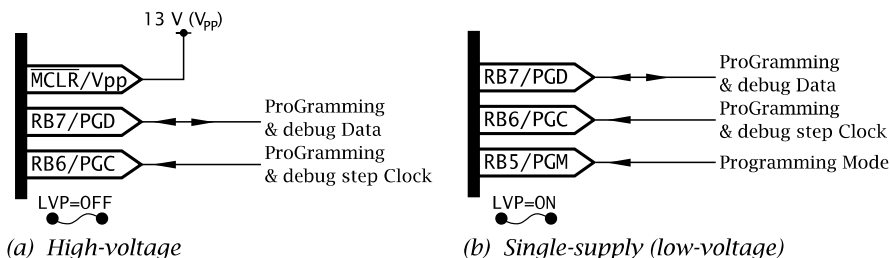 13 V (VPP)
MCLR/Vpp
RB7/PGD
ProGramming
& debug Data
RB6/PGC
ProGramming
& debug step Clock
LVP=OFF
(a) High-voltage
RB7/PGD
ProGramming
& debug Data
RB6/PGC
ProGramming
& debug step Clock
RB5/PGM
Programming Mode
LVP=ON
(b) Single-supply (low-voltage)